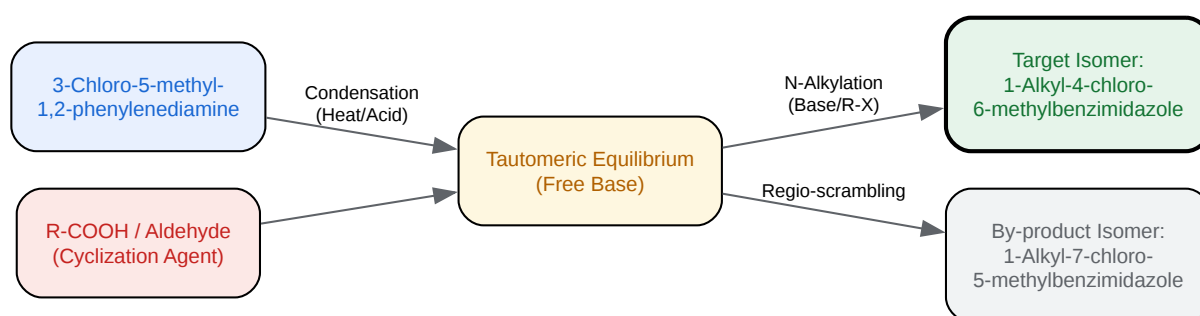 3-Chloro-5-methyl-
1,2-phenylenediamine
Condensation
(Heat/Acid)
R-COOH / Aldehyde
(Cyclization Agent)
Tautomeric Equilibrium
(Free Base)
N-Alkylation
(Base/R-X)
Regio-scrambling
Target Isomer:
1-Alkyl-4-chloro-
6-methylbenzimidazole
By-product Isomer:
1-Alkyl-7-chloro-
5-methylbenzimidazole